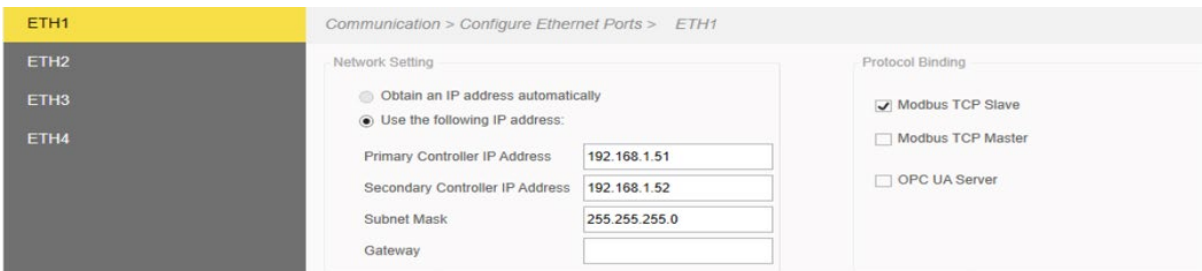 ETH1
ETH2
ETH3
ETH4
Communication > Configure Ethernet Ports > ETH1
Network Setting
Obtain an IP address automatically
Use the following IP address:
Primary Controller IP Address 192.168.1.51
Secondary Controller IP Address 192.168.1.52
Subnet Mask 255.255.255.0
Gateway
Protocol Binding
Modbus TCP Slave
Modbus TCP Master
OPC UA Server